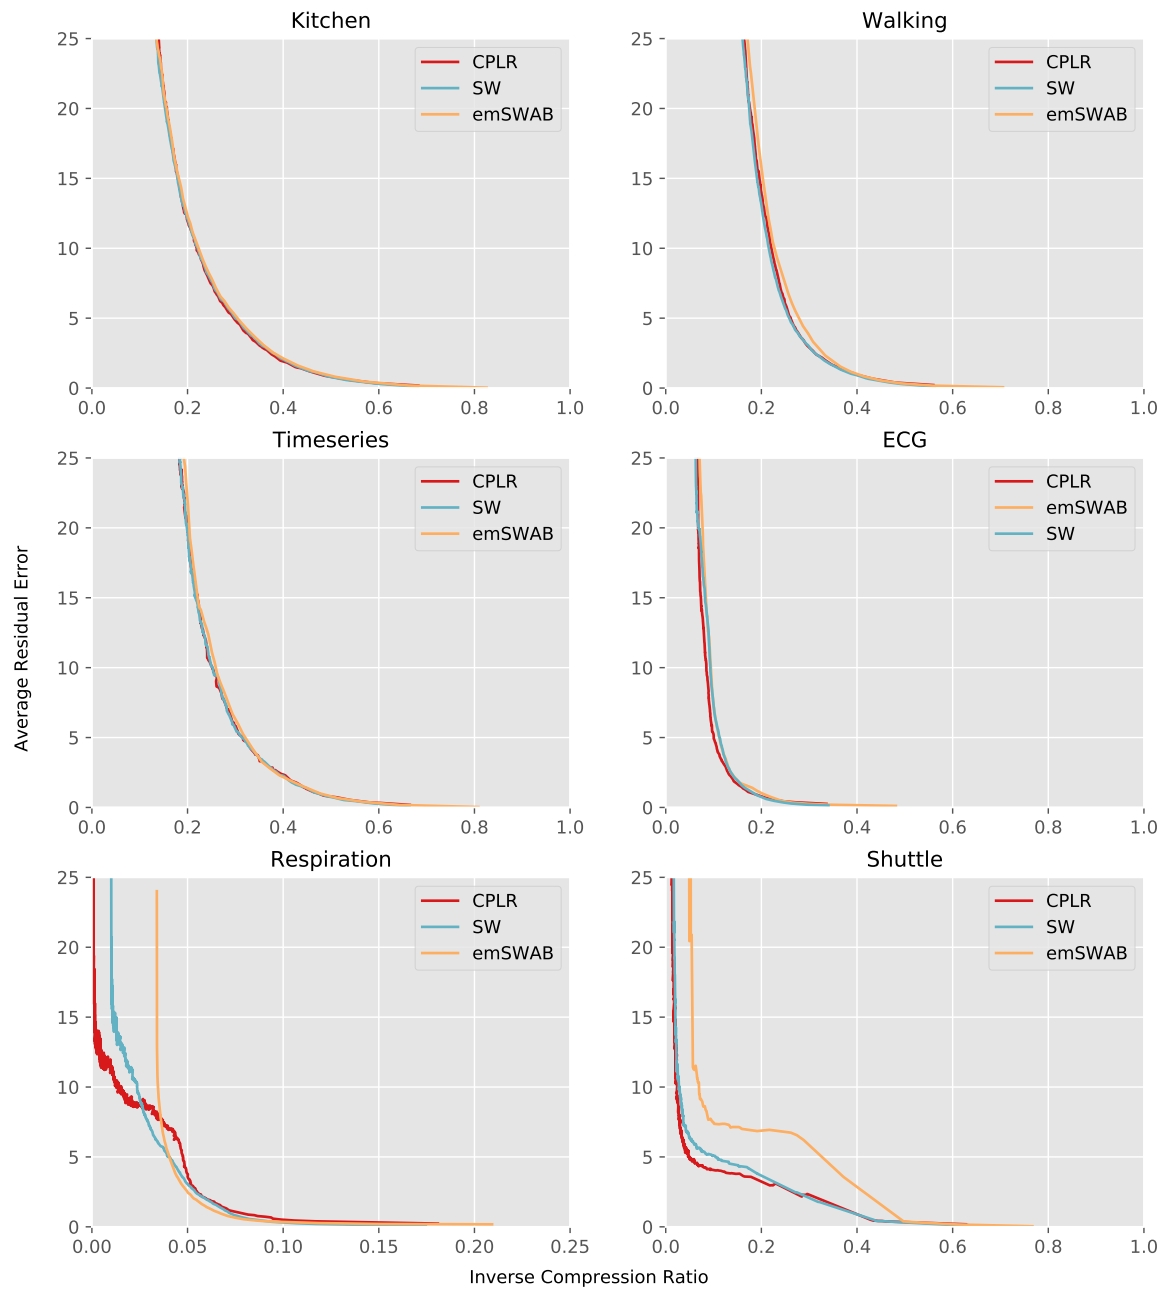 Kitchen
25
20
15
10
5
0
0.0 0.2 0.4 0.6 0.8 1.0
CPLR
SW
emSWAB
Walking
25
20
15
10
5
0
0.0 0.2 0.4 0.6 0.8 1.0
CPLR
SW
emSWAB
Timeseries
25
20
15
10
5
0
0.0 0.2 0.4 0.6 0.8 1.0
CPLR
SW
emSWAB
ECG
25
20
15
10
5
0
0.0 0.2 0.4 0.6 0.8 1.0
CPLR
emSWAB
SW
Average Residual Error
Respiration
25
20
15
10
5
0
0.00 0.05 0.10 0.15 0.20 0.25
CPLR
SW
emSWAB
Shuttle
25
20
15
10
5
0
0.0 0.2 0.4 0.6 0.8 1.0
CPLR
SW
emSWAB
Inverse Compression Ratio